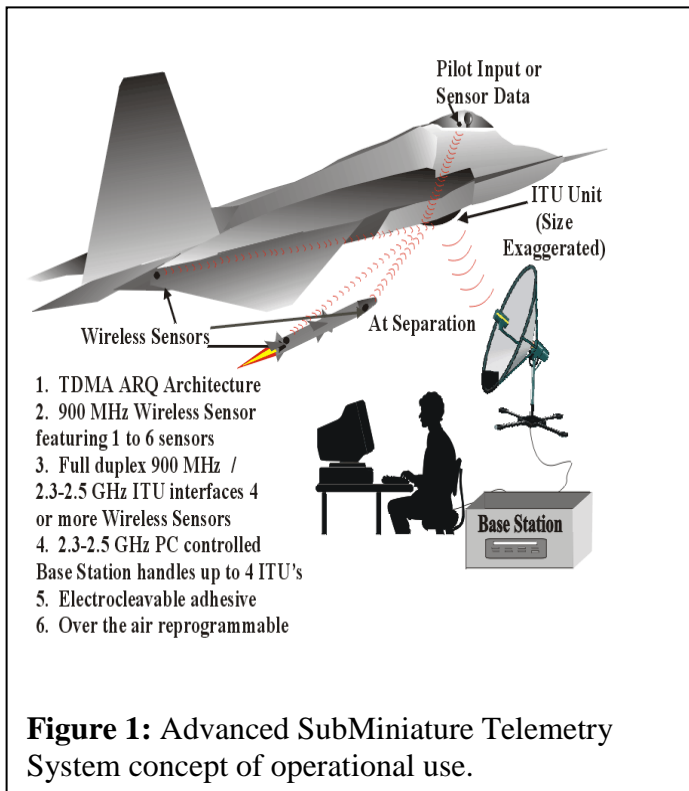 Pilot Input or
Sensor Data
ITU Unit
(Size
Exaggerated)
Wireless Sensors
At Separation
1. TDMA ARQ Architecture
2. 900 MHz Wireless Sensor
featuring 1 to 6 sensors
3. Full duplex 900 MHz /
2.3-2.5 GHz ITU interfaces 4
or more Wireless Sensors
4. 2.3-2.5 GHz PC controlled
Base Station handles up to 4 ITU's
5. Electrocleavable adhesive
6. Over the air reprogrammable
Base Station
Figure 1: Advanced SubMiniature Telemetry
System concept of operational use.